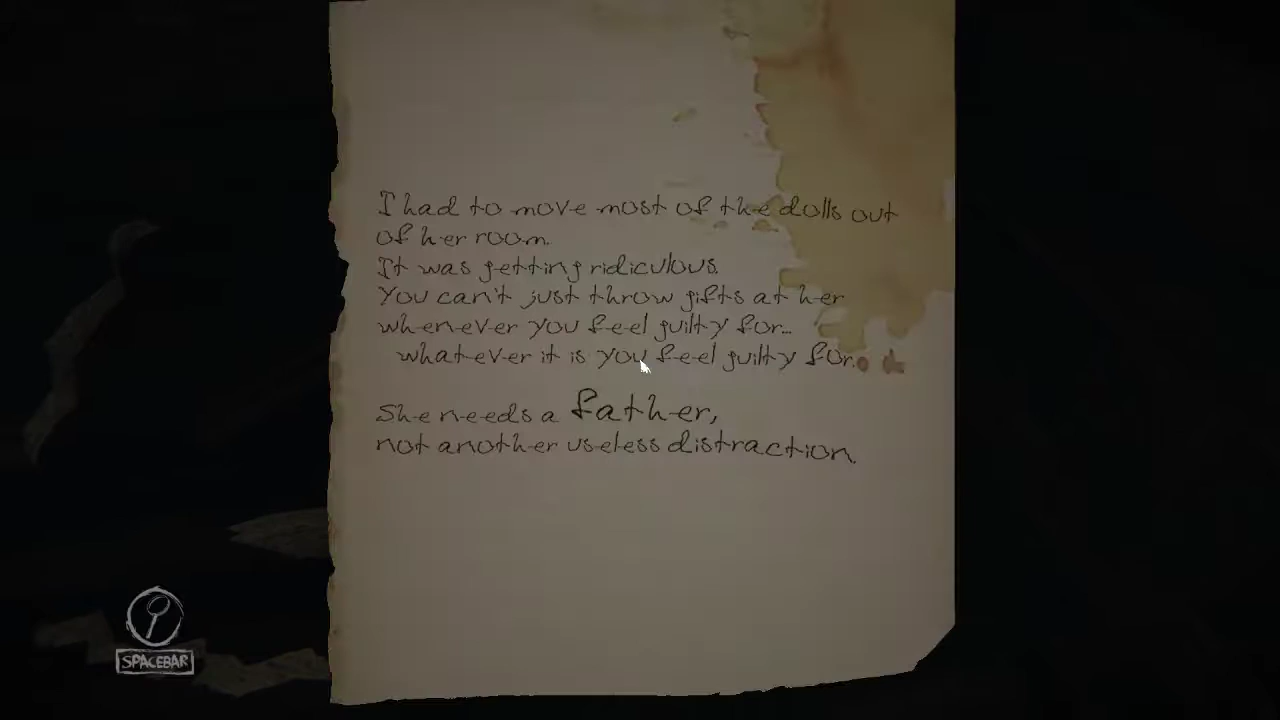 I had to move most of the dolls out
of her room.
It was getting ridiculous.
You can't just throw gifts at her
whenever you feel guilty for...
whatever it is you feel guilty for.
She needs a father,
not another useless distraction.
SPACEBAR